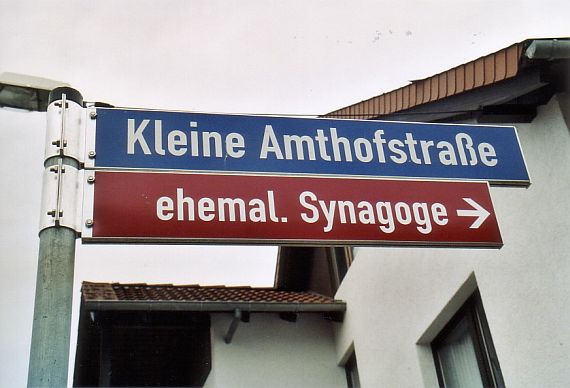 Kleine Amthofstraße
ehemal. Synagoge →